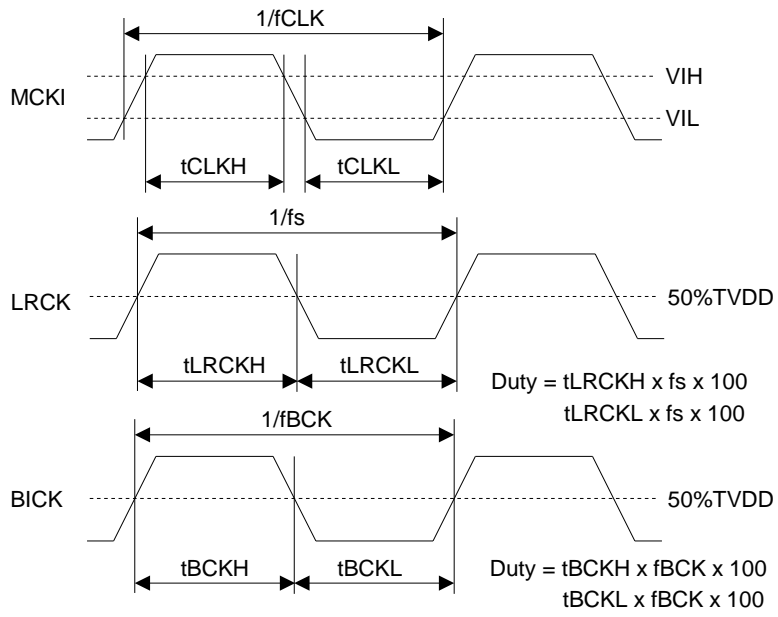 1/fCLK
MCKI
VIH
VIL
tCLKH
tCLKL
1/fs
LRCK
50%TVDD
tLRCKH
tLRCKL
Duty = tLRCKH x fs x 100
tLRCKL x fs x 100
1/fBCK
BICK
50%TVDD
tBCKH
tBCKL
Duty = tBCKH x fBCK x 100
tBCKL x fBCK x 100